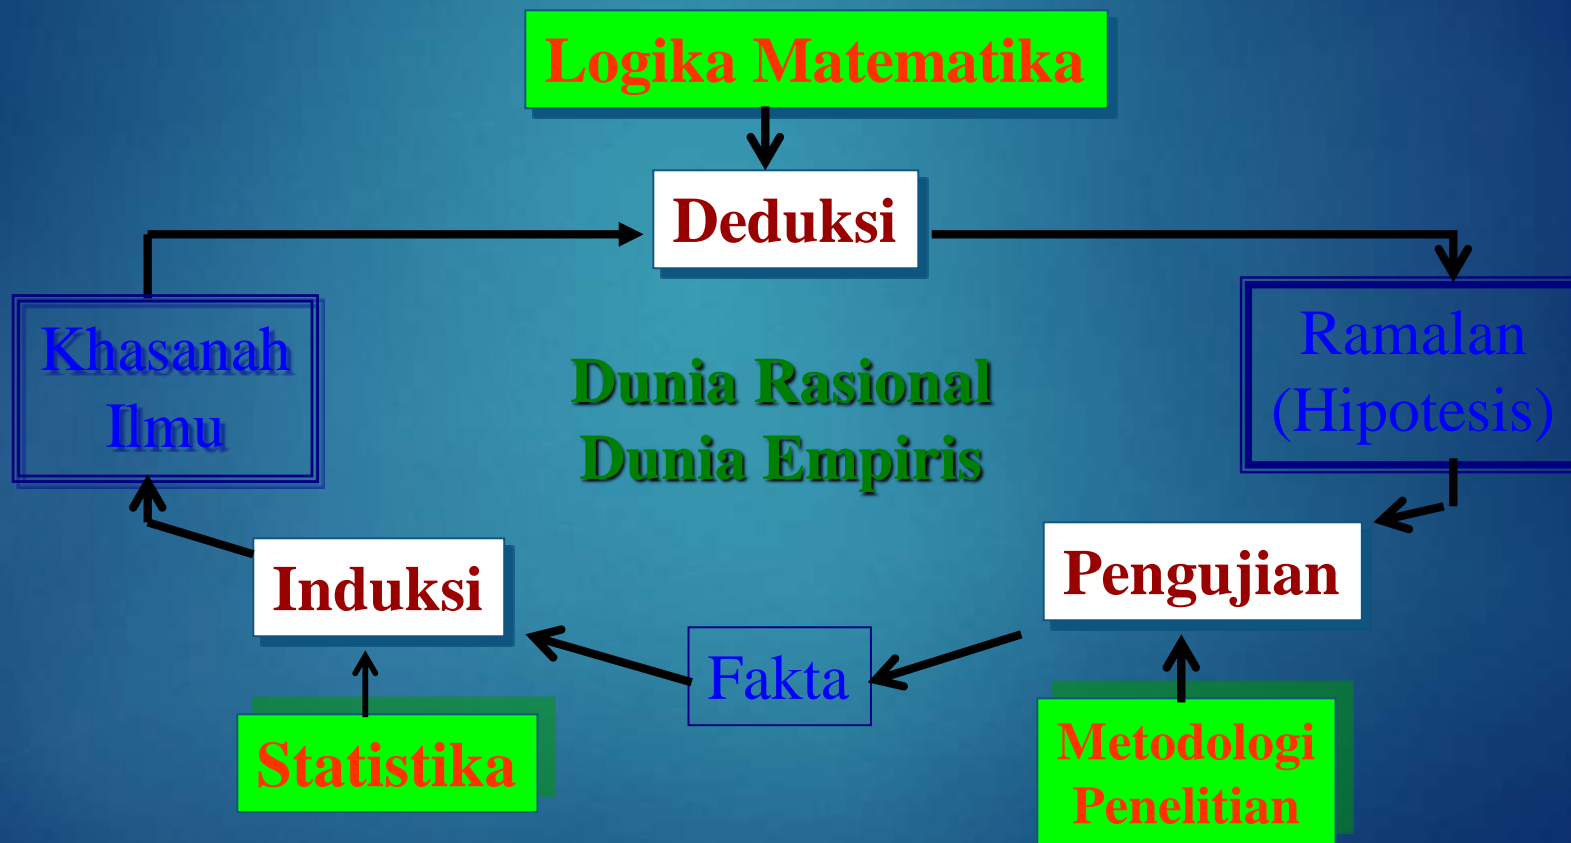 Logika Matematika
Deduksi
Khasanah
Ilmu
Dunia Rasional
Dunia Empiris
Ramalan
(Hipotesis)
Induksi
Pengujian
Fakta
Statistika
Metodologi
Penelitian